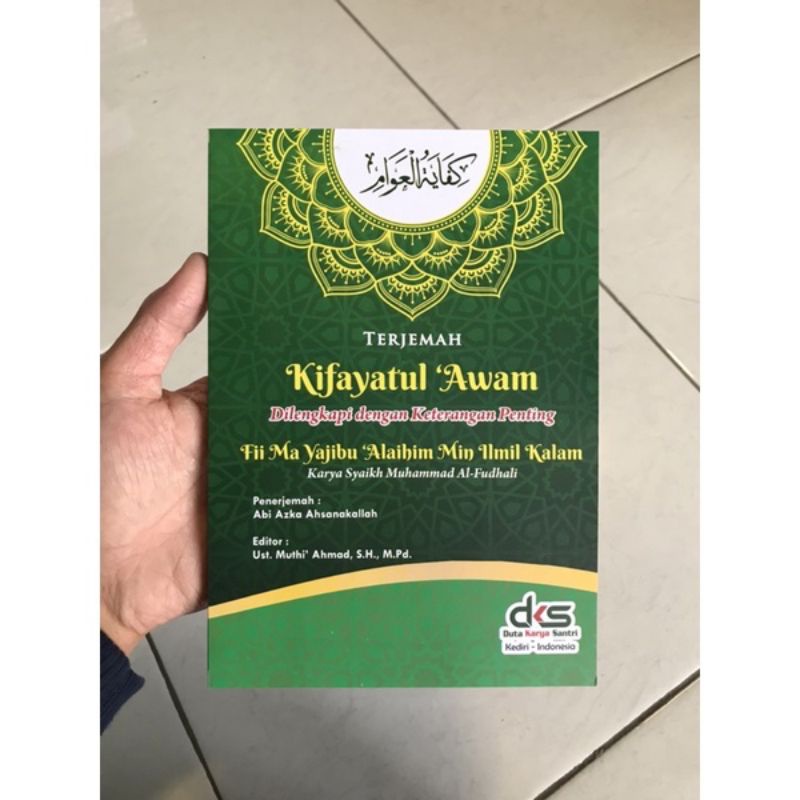 كفاية العوام
TERJEMAH
Kifayatul ‘Awam
Dilengkapi dengan Keterangan Penting
Fii Ma Yajibu ‘Alaihim Min Ilmil Kalam
Karya Syaikh Muhammad Al-Fudhali
Penerjemah :
Abi Azka Ahsanakallah
Editor :
Ust. Muthi' Ahmad, S.H., M.Pd.
dks
Duta Karya Santri
Kediri - Indonesia